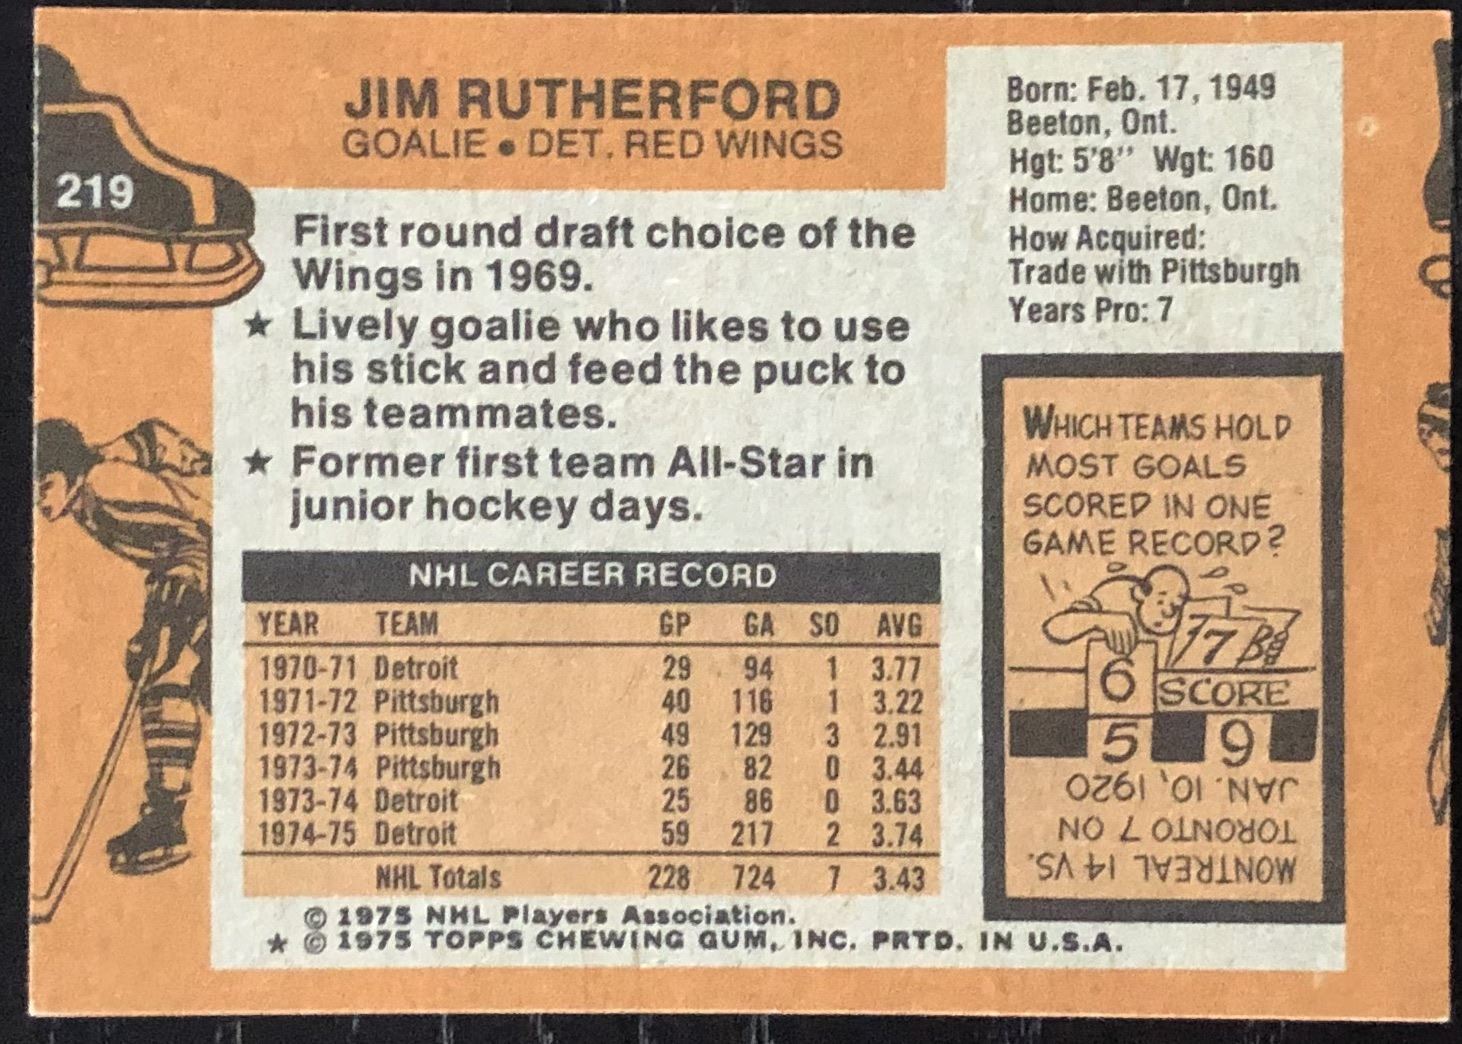 JIM RUTHERFORD
GOALIE • DET. RED WINGS
219
First round draft choice of the
Wings in 1969.
★ Lively goalie who likes to use
his stick and feed the puck to
his teammates.
★ Former first team All-Star in
junior hockey days.
NHL CAREER RECORD
YEAR TEAM GP GA SO AVG
1970-71 Detroit 29 94 1 3.77
1971-72 Pittsburgh 40 116 1 3.22
1972-73 Pittsburgh 49 129 3 2.91
1973-74 Pittsburgh 26 82 0 3.44
1973-74 Detroit 25 86 0 3.63
1974-75 Detroit 59 217 2 3.74
NHL Totals 228 724 7 3.43
© 1975 NHL Players Association.
★ © 1975 TOPPS CHEWING GUM, INC. PRTD. IN U.S.A.
Born: Feb. 17, 1949
Beeton, Ont.
Hgt: 5'8" Wgt: 160
Home: Beeton, Ont.
How Acquired:
Trade with Pittsburgh
Years Pro: 7
WHICH TEAMS HOLD
MOST GOALS
SCORED IN ONE
GAME RECORD?
7 8
6 SCORE
5 9
MONTREAL 14 VS.
TORONTO 7 ON
JAN. 10, 1920